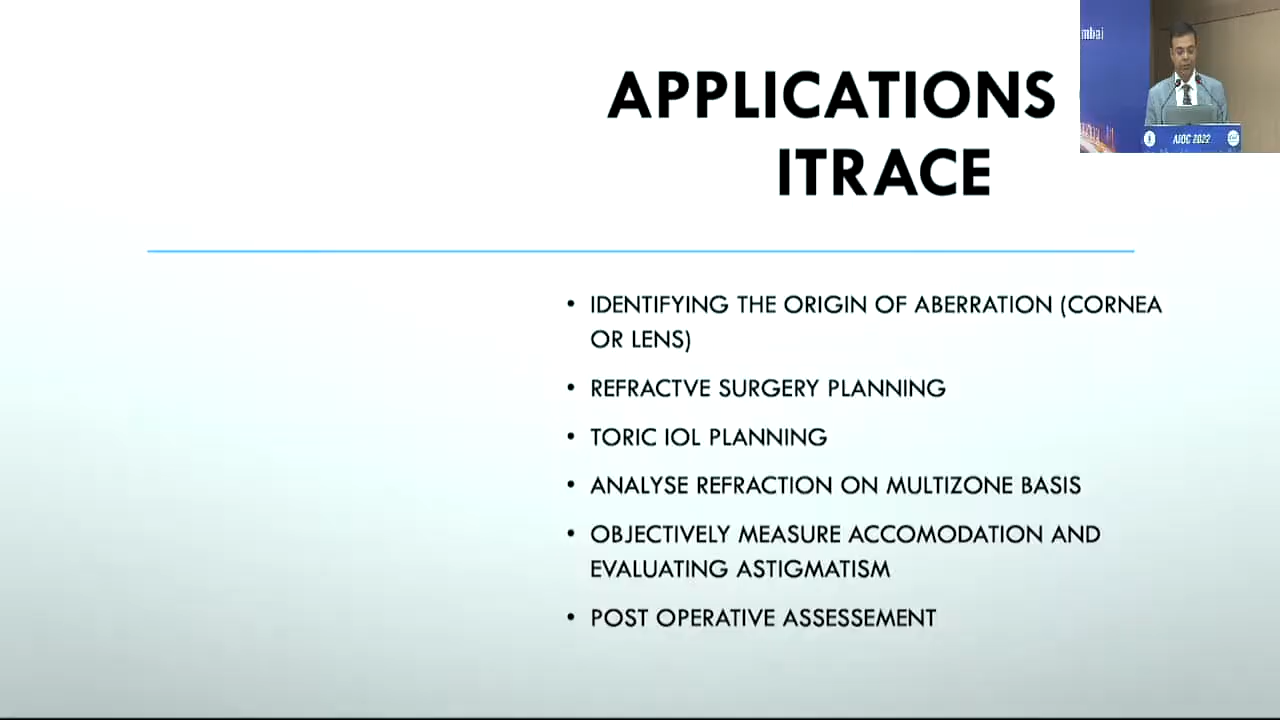 APPLICATIONS
ITRACE
mbai
AIOC 2022
• IDENTIFYING THE ORIGIN OF ABERRATION (CORNEA
OR LENS)
• REFRACTVE SURGERY PLANNING
• TORIC IOL PLANNING
• ANALYSE REFRACTION ON MULTIZONE BASIS
• OBJECTIVELY MEASURE ACCOMODATION AND
EVALUATING ASTIGMATISM
• POST OPERATIVE ASSESSEMENT